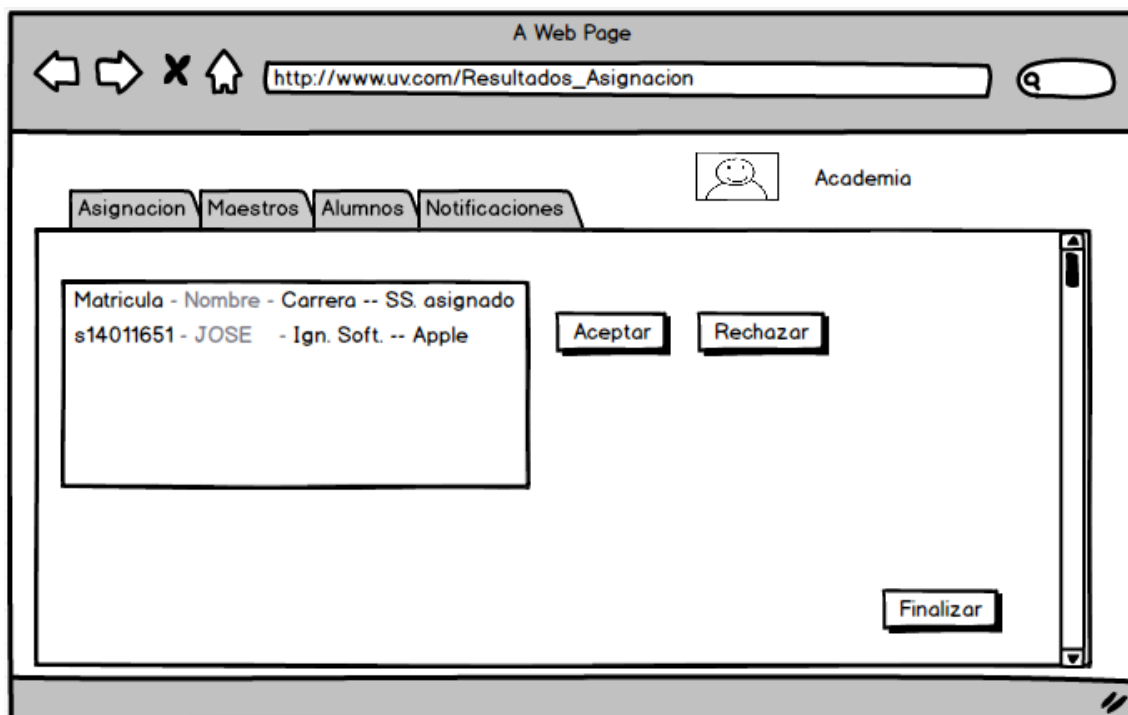 A Web Page
http://www.uv.com/Resultados_Asignacion
Academia
Asignacion Maestros Alumnos Notificaciones
Matricula - Nombre - Carrera -- SS. asignado
s14011651 - JOSE - Ign. Soft. -- Apple
Aceptar Rechazar
Finalizar